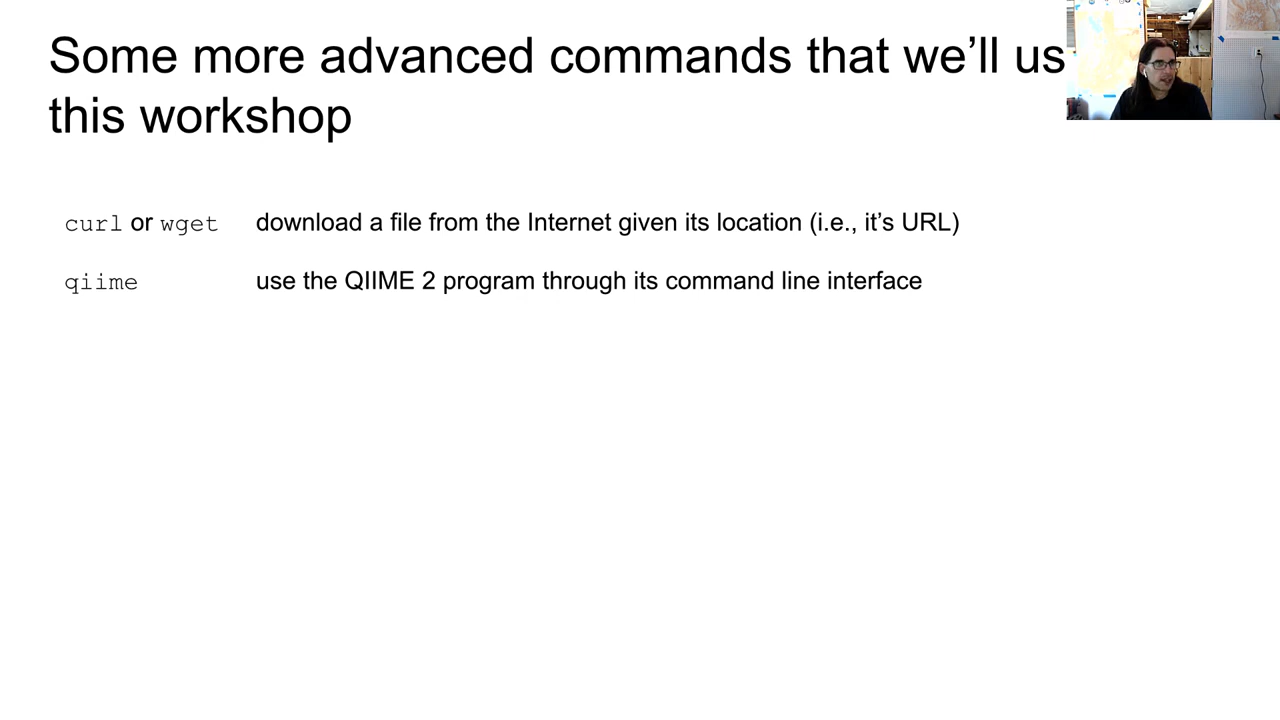 Some more advanced commands that we’ll us
this workshop
curl or wget download a file from the Internet given its location (i.e., it’s URL)
qiime use the QIIME 2 program through its command line interface